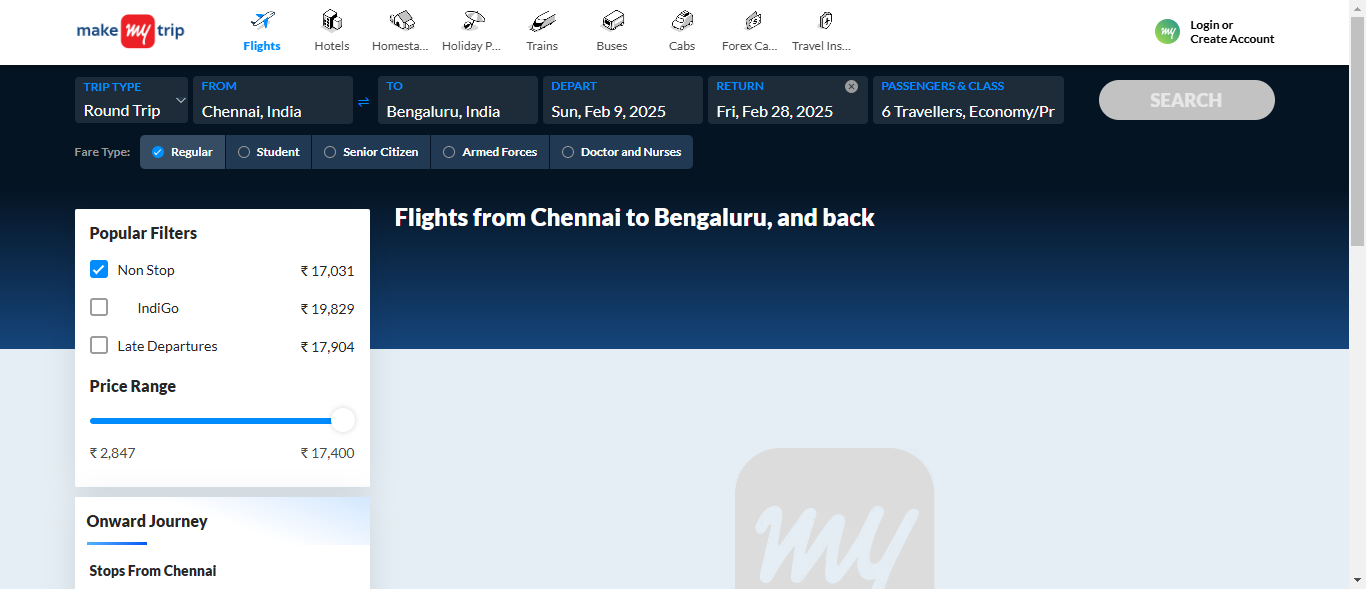 make my trip
Flights
Hotels
Homesta...
Holiday P...
Trains
Buses
Cabs
Forex Ca...
Travel Ins...
my
Login or
Create Account
TRIP TYPE
Round Trip
FROM
Chennai, India
TO
Bengaluru, India
DEPART
Sun, Feb 9, 2025
RETURN
Fri, Feb 28, 2025
PASSENGERS & CLASS
6 Travellers, Economy/Pr
SEARCH
Fare Type:
Regular
Student
Senior Citizen
Armed Forces
Doctor and Nurses
Flights from Chennai to Bengaluru, and back
Popular Filters
Non Stop ₹ 17,031
IndiGo ₹ 19,829
Late Departures ₹ 17,904
Price Range
₹ 2,847 ₹ 17,400
Onward Journey
Stops From Chennai
my